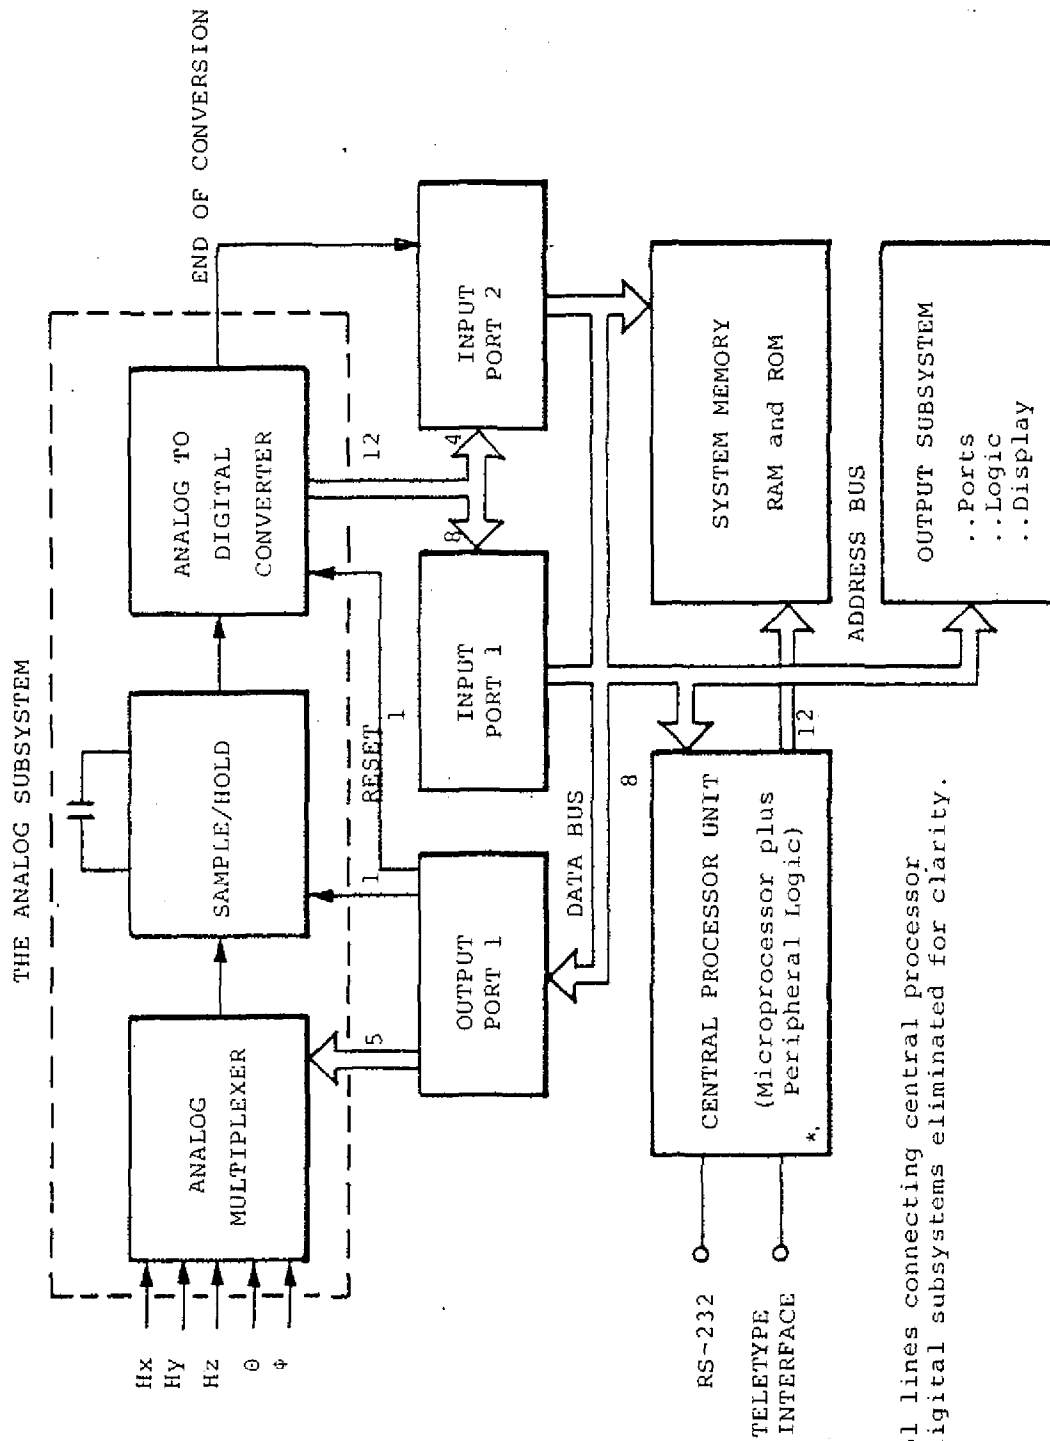 THE ANALOG SUBSYSTEM
Hx
Hy
Hz
Θ
Φ
ANALOG
MULTIPLEXER
SAMPLE/HOLD
ANALOG TO
DIGITAL
CONVERTER
END OF CONVERSION
5
1
RESET
1
12
8
4
OUTPUT
PORT 1
INPUT
PORT 1
INPUT
PORT 2
DATA BUS
8
RS-232
TELETYPE
INTERFACE
CENTRAL PROCESSOR UNIT
(Microprocessor plus
Peripheral Logic)
*
12
SYSTEM MEMORY
RAM and ROM
ADDRESS BUS
OUTPUT SUBSYSTEM
..Ports
..Logic
..Display
lines connecting central processor
subsystems eliminated for clarity.